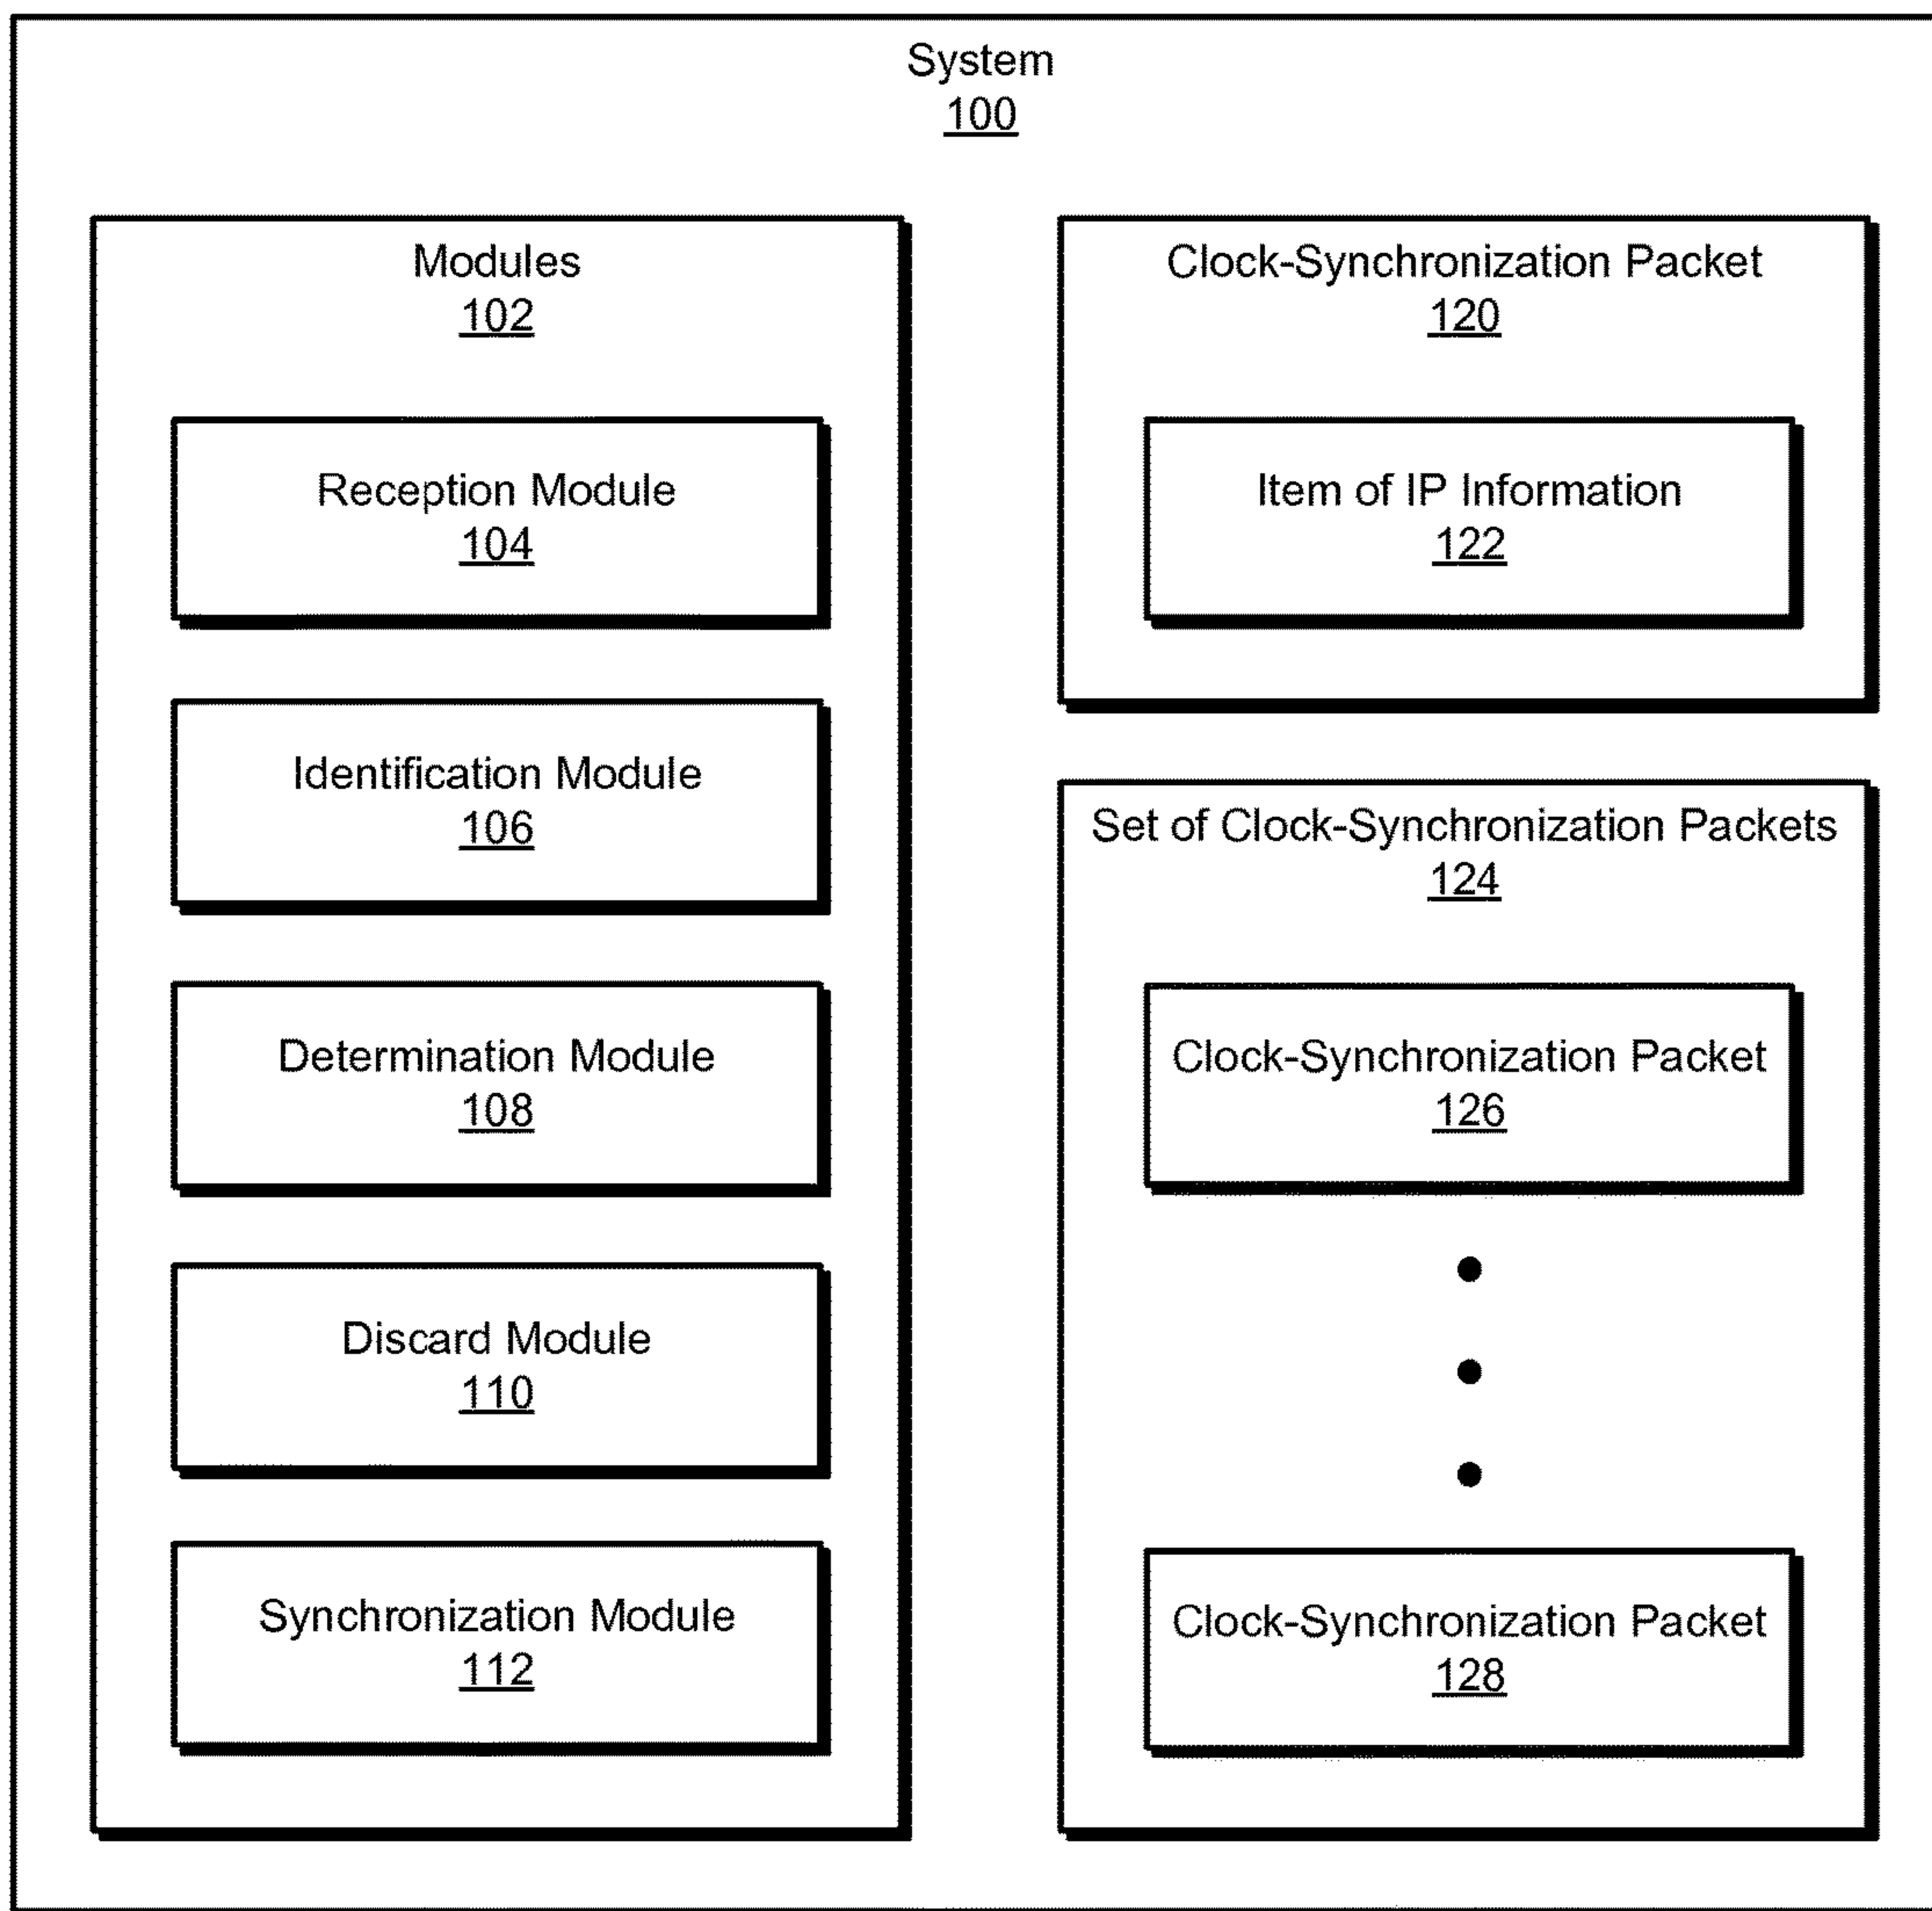 System
100
Modules
102
Reception Module
104
Identification Module
106
Determination Module
108
Discard Module
110
Synchronization Module
112
Clock-Synchronization Packet
120
Item of IP Information
122
Set of Clock-Synchronization Packets
124
Clock-Synchronization Packet
126
Clock-Synchronization Packet
128